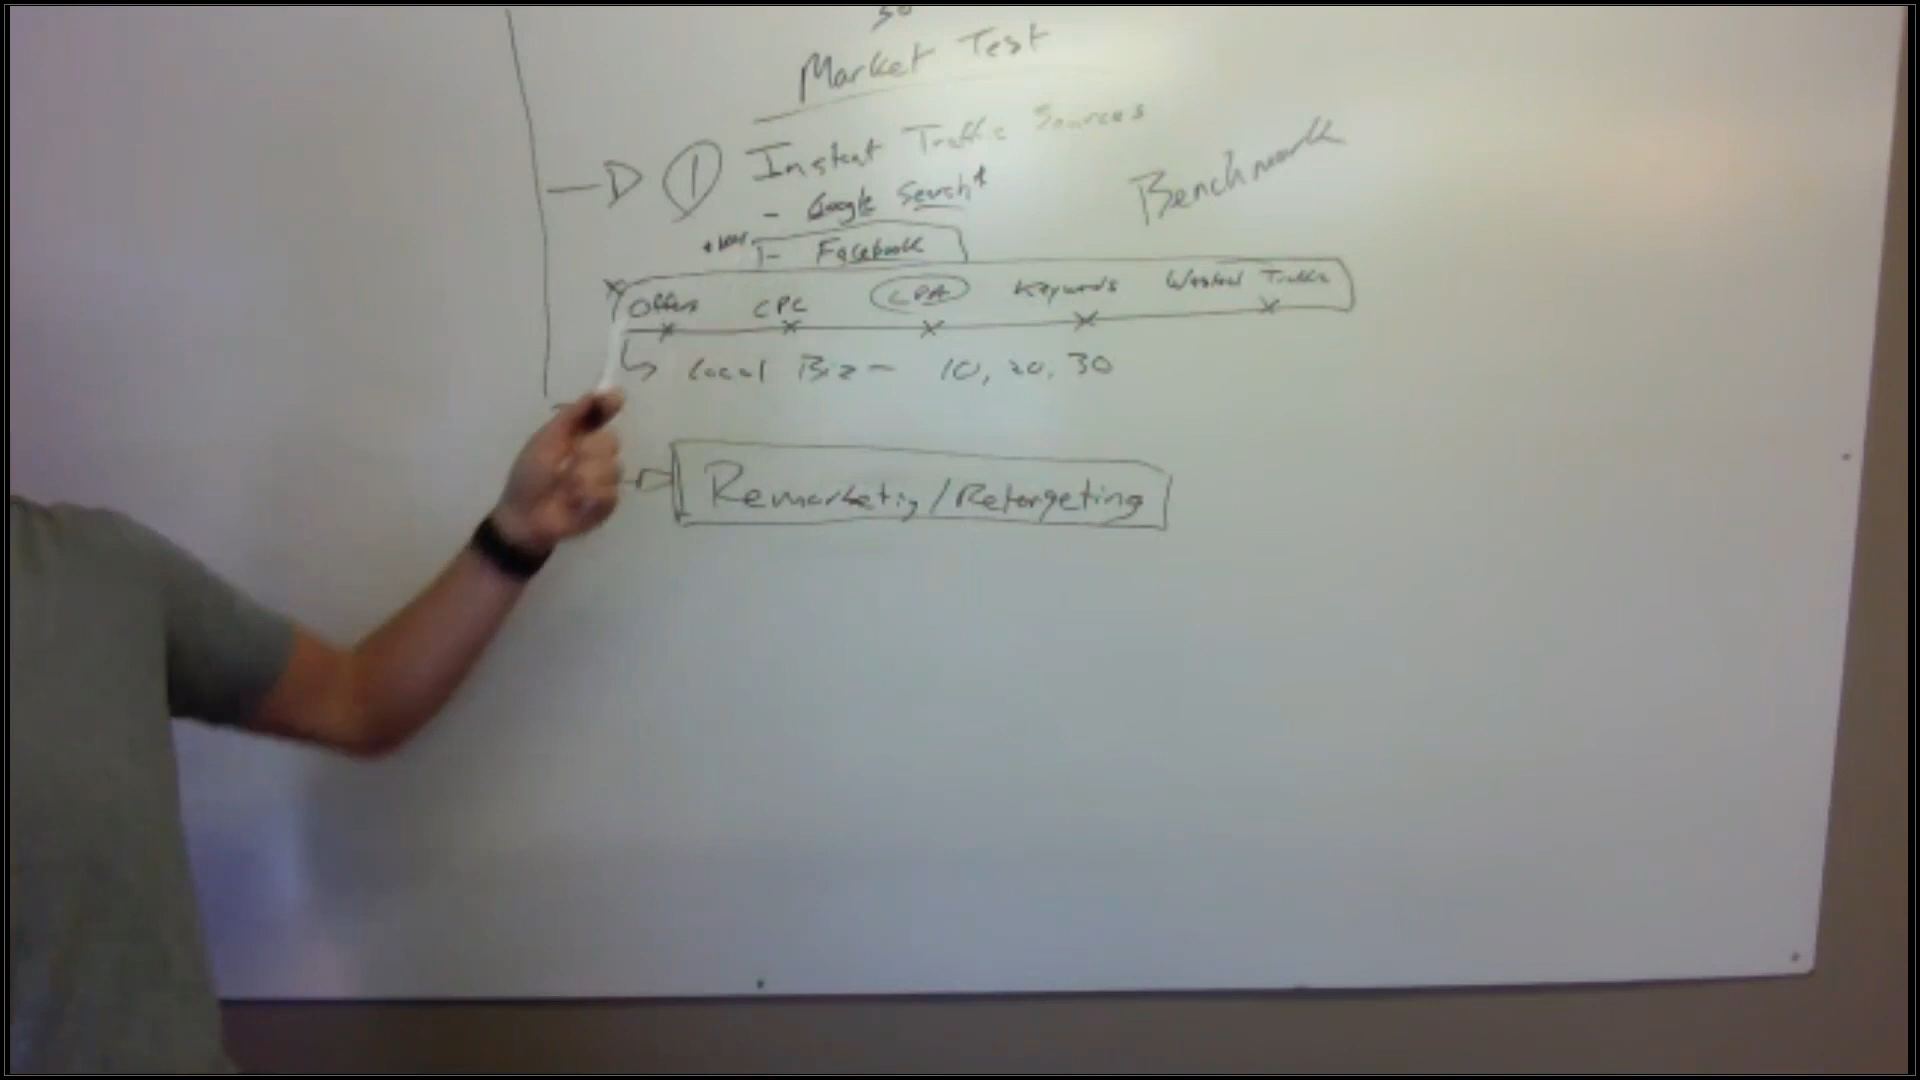 30
Market Test
① Instant Traffic Sources
- Google Search*
- Facebook
Benchmark
Offers CPC CPA Keywords Wasted Traffic
Local Biz - 10, 20, 30
Remarketing/Retargeting